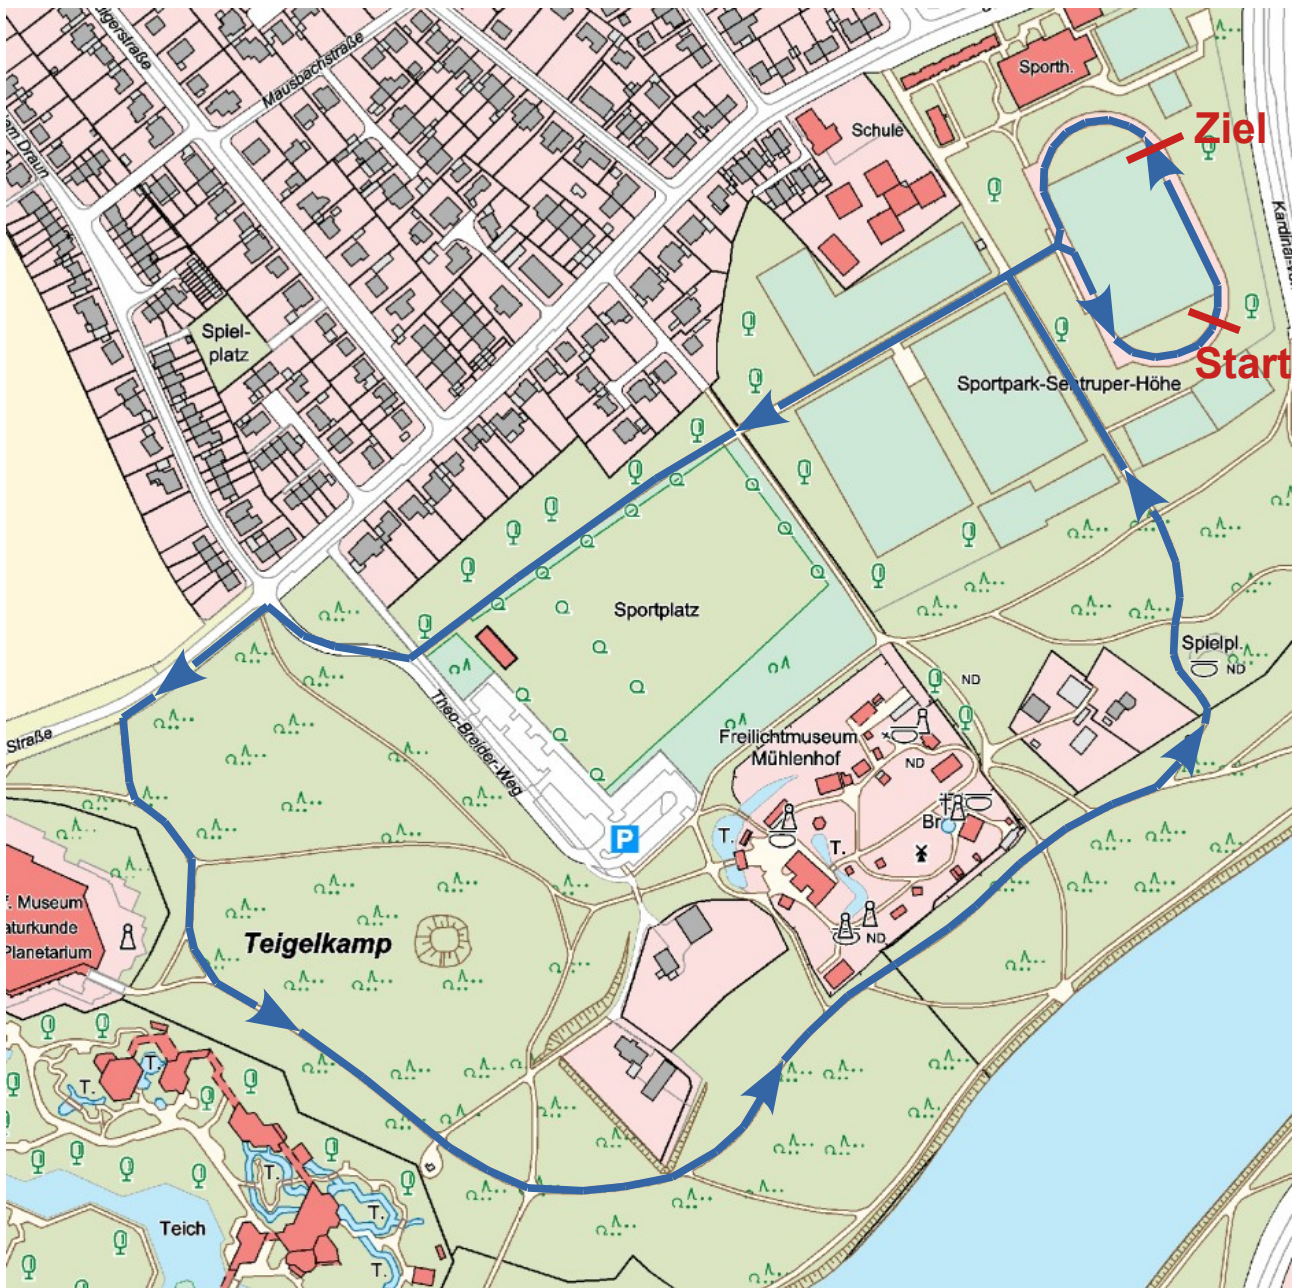 Mausbachstraße
Sporth.
Schule
Ziel
Spiel-
platz
Start
Sportpark-Sentruper-Höhe
Sportplatz
Spielpl.
ND
ND
Straße
Theo-Breider-Weg
Freilichtmuseum
Mühlenhof
ND
Br.
P
T.
T.
Museum
Planetarium
Teigelkamp
ND
T.
T.
T.
Teich
T.
T.